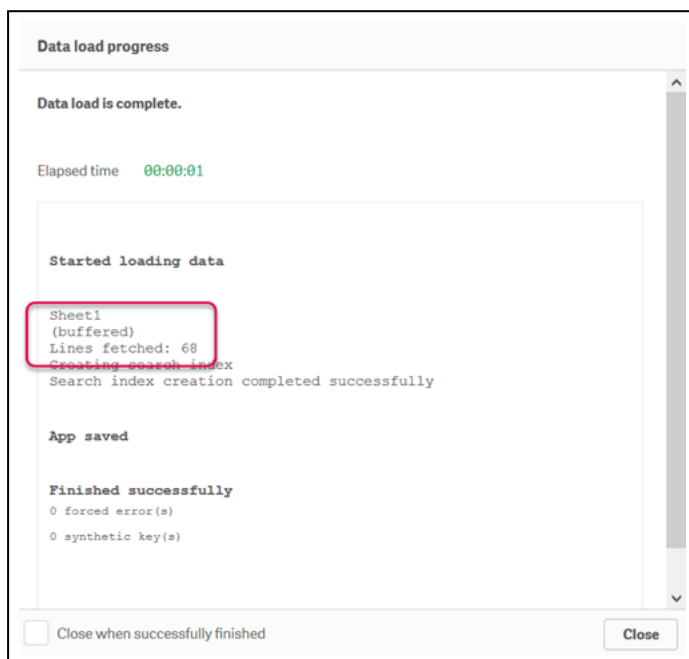 Data load progress
Data load is complete.
Elapsed time 00:00:01
Started loading data
Sheet1
(buffered)
Lines fetched: 68
Creating search index
Search index creation completed successfully
App saved
Finished successfully
0 forced error(s)
0 synthetic key(s)
Close when successfully finished
Close